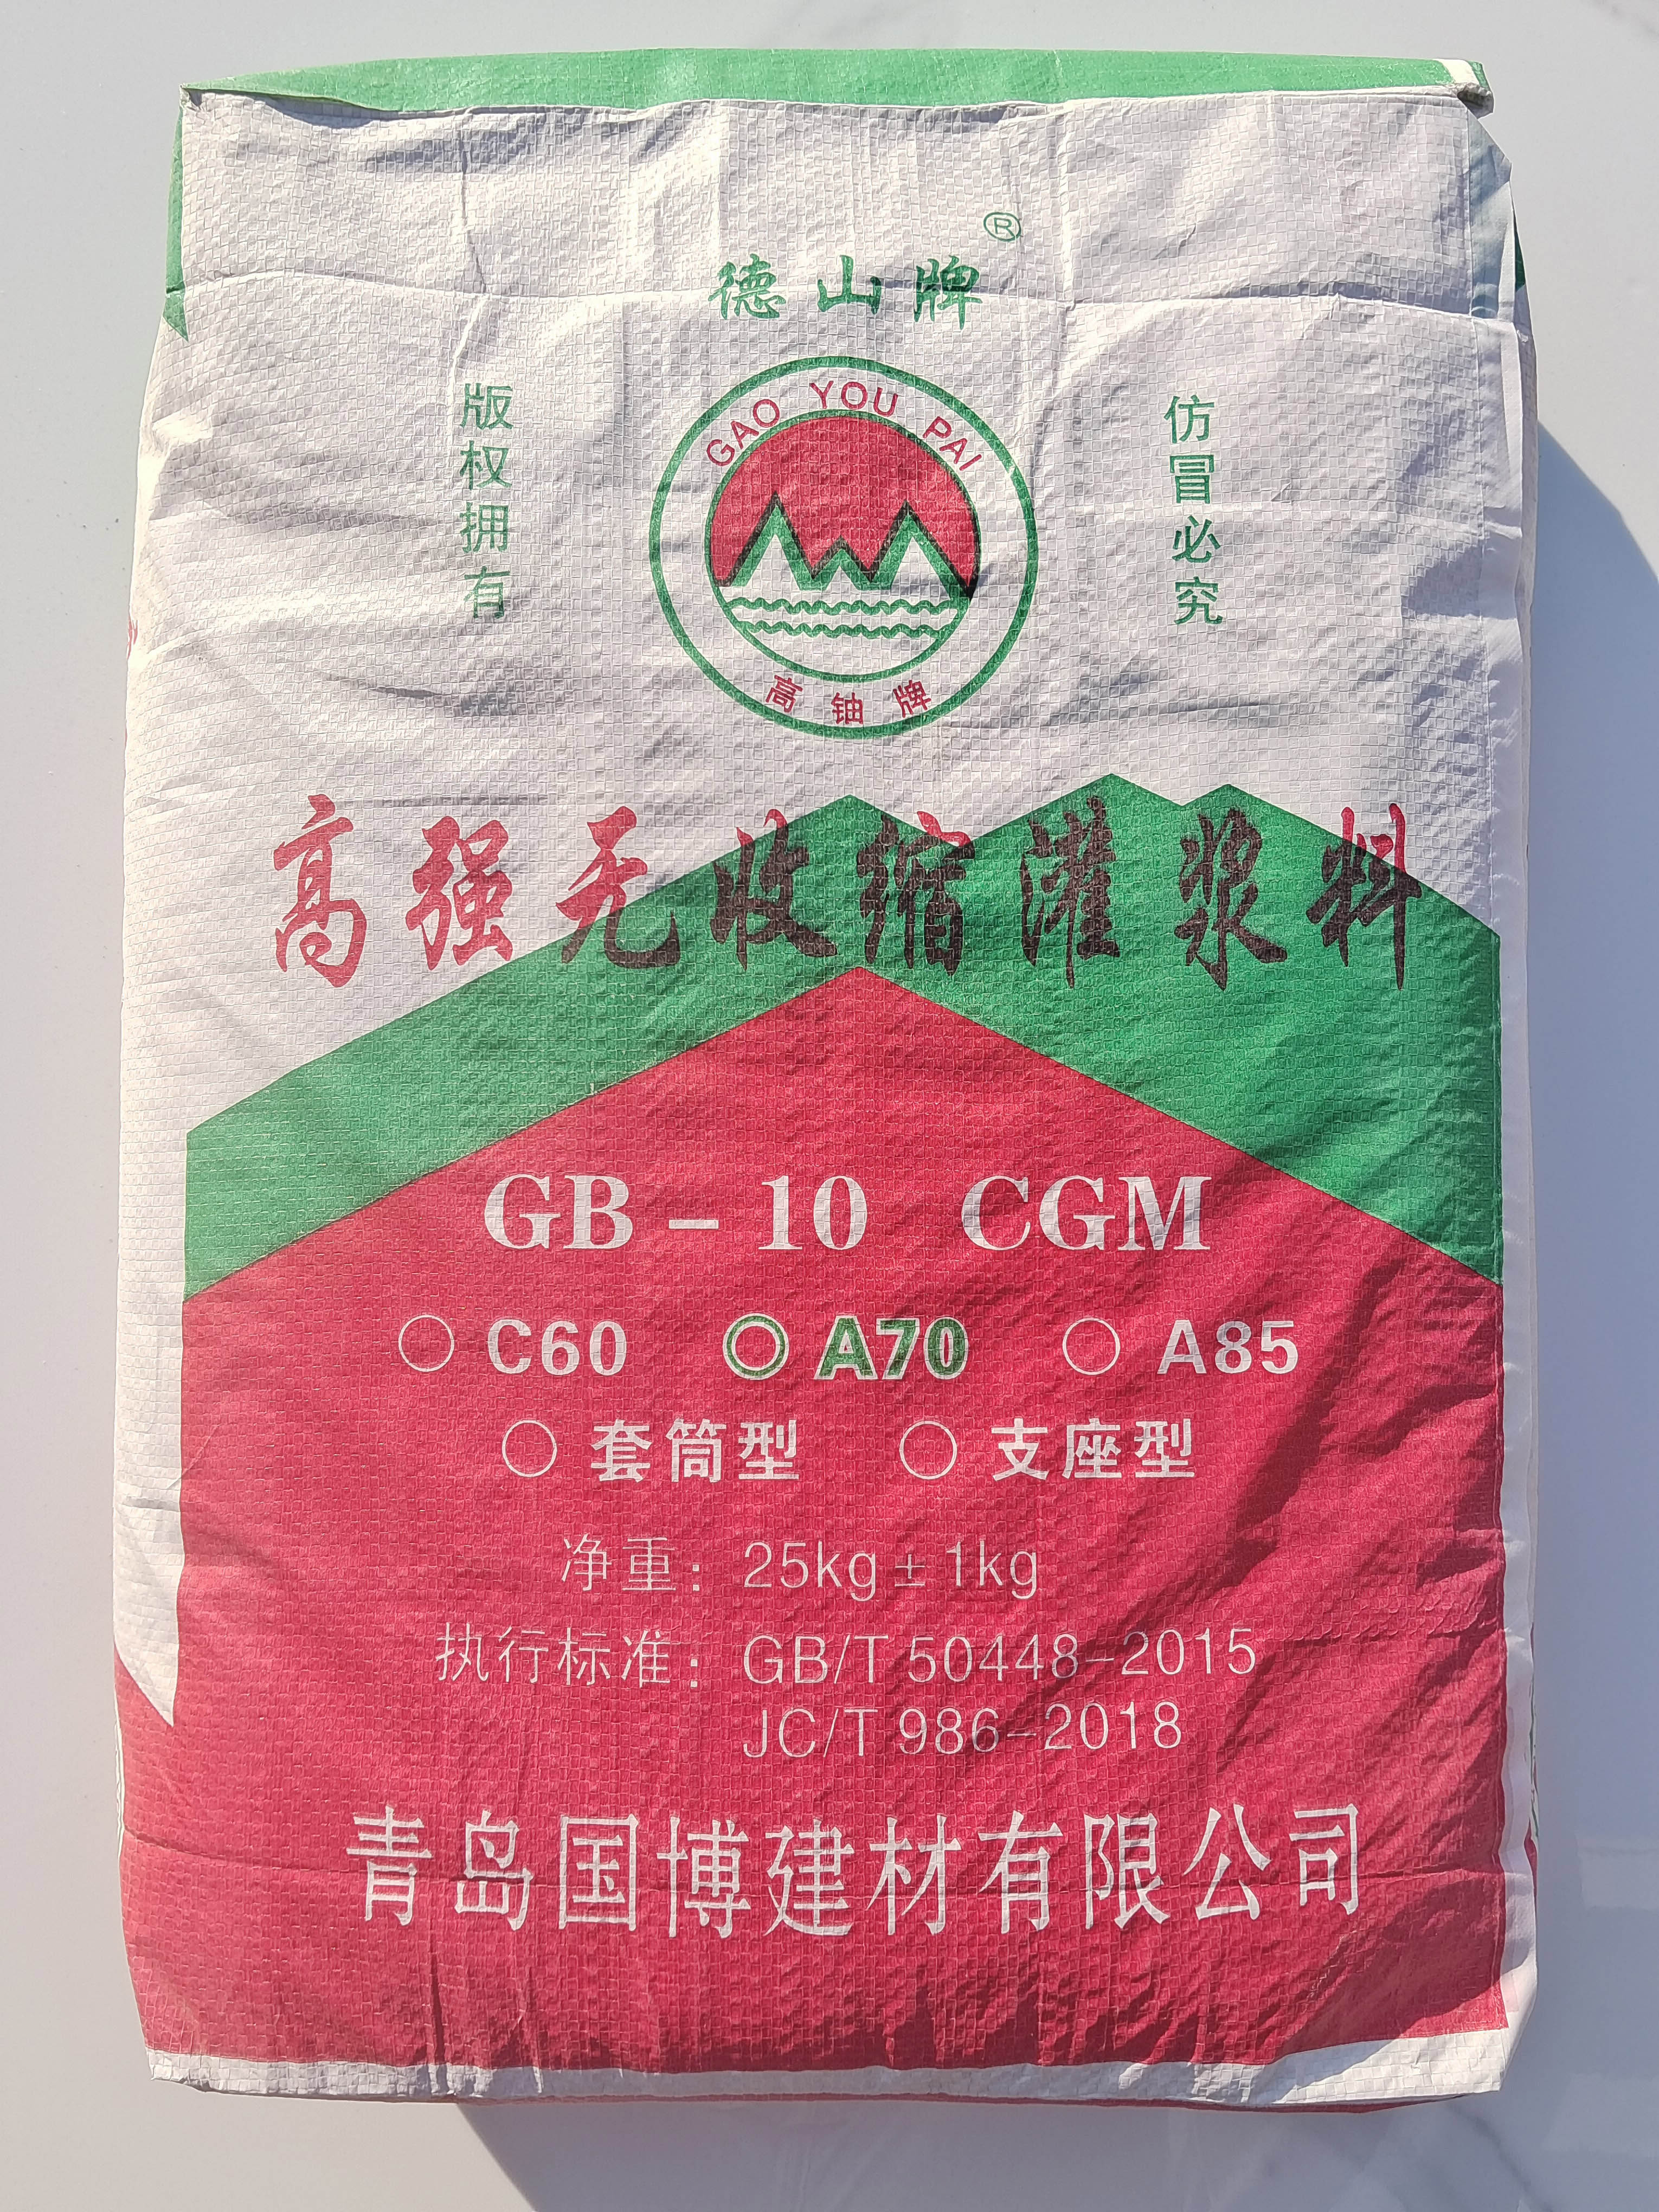 ®
德山牌
版权拥有
仿冒必究
GAO YOU PAI
高铀牌
高强无收缩灌浆料
GB-10 CGM
C60 A70 A85
套筒型 支座型
净重：25kg±1kg
执行标准：GB/T 50448-2015
JC/T 986-2018
青岛国博建材有限公司